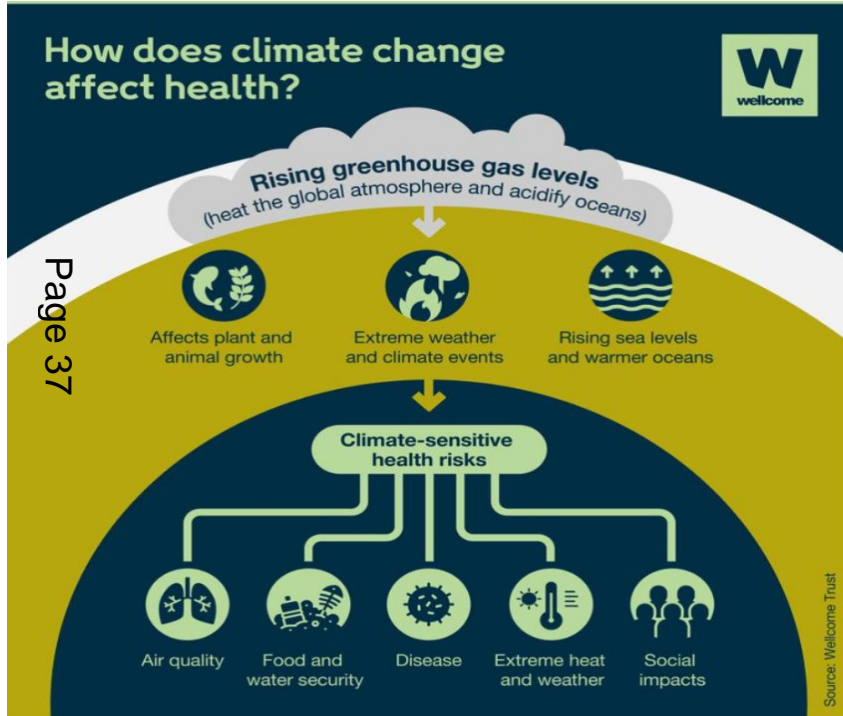 How does climate change
affect health?
W
wellcome
Rising greenhouse gas levels
(heat the global atmosphere and acidify oceans)
Page 37
Affects plant and
animal growth
Extreme weather
and climate events
Rising sea levels
and warmer oceans
Climate-sensitive
health risks
Air quality
Food and
water security
Disease
Extreme heat
and weather
Social
impacts
Source: Wellcome Trust